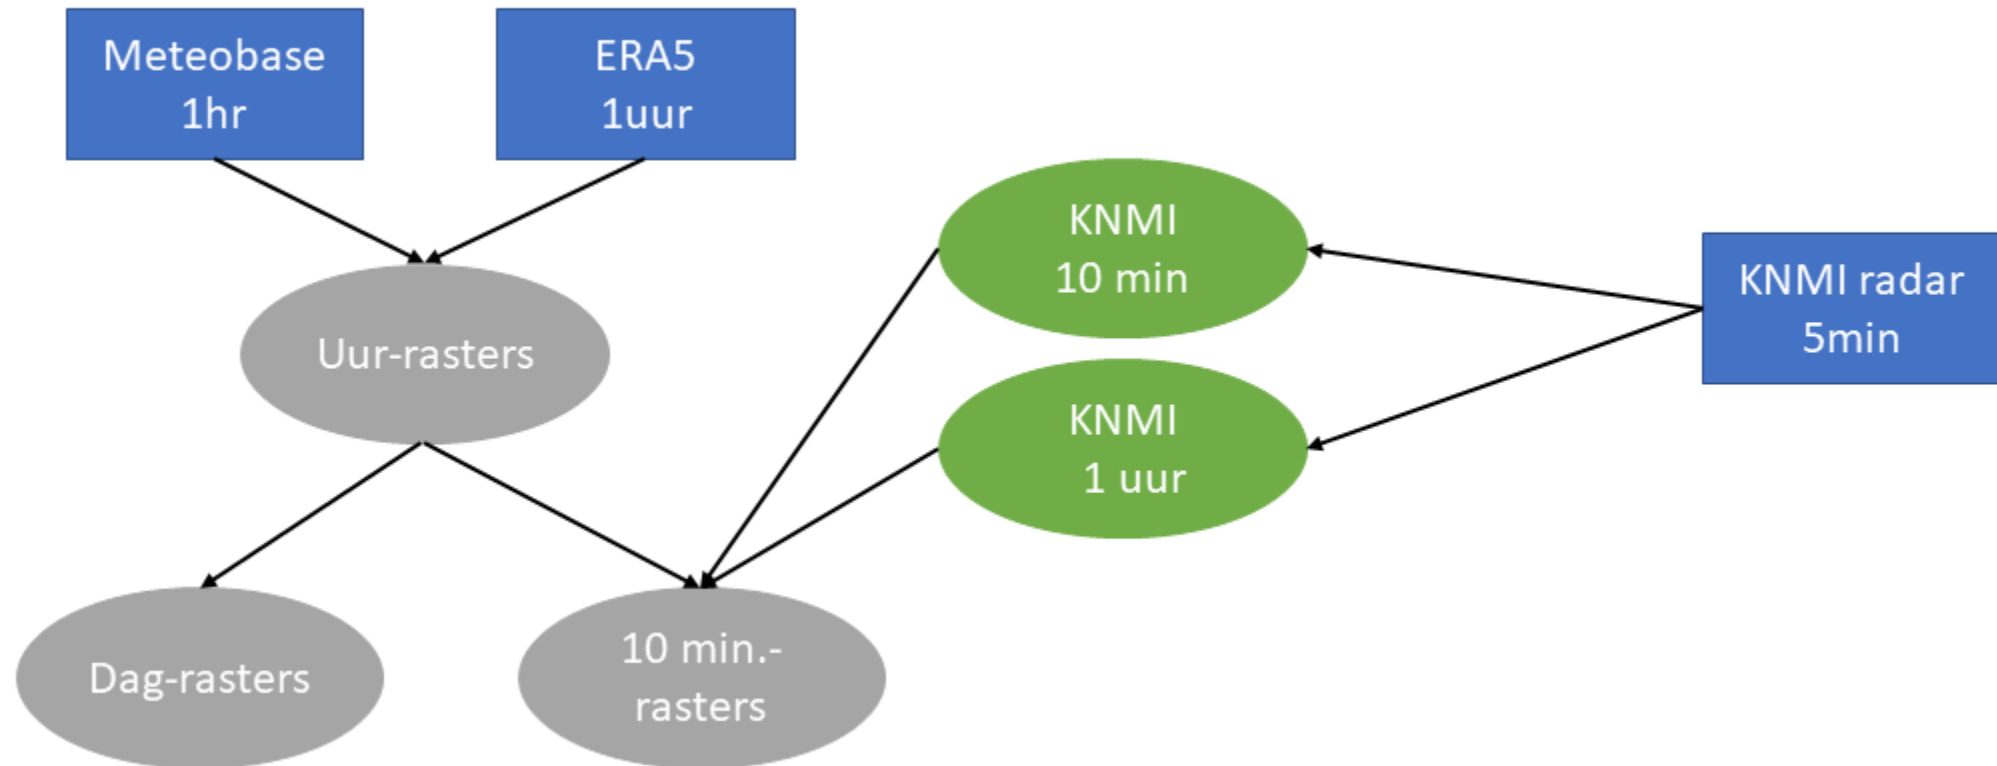 Meteobase
1hr
ERA5
1uur
KNMI
10 min
KNMI radar
5min
Uur-rasters
KNMI
1 uur
Dag-rasters
10 min.-
rasters